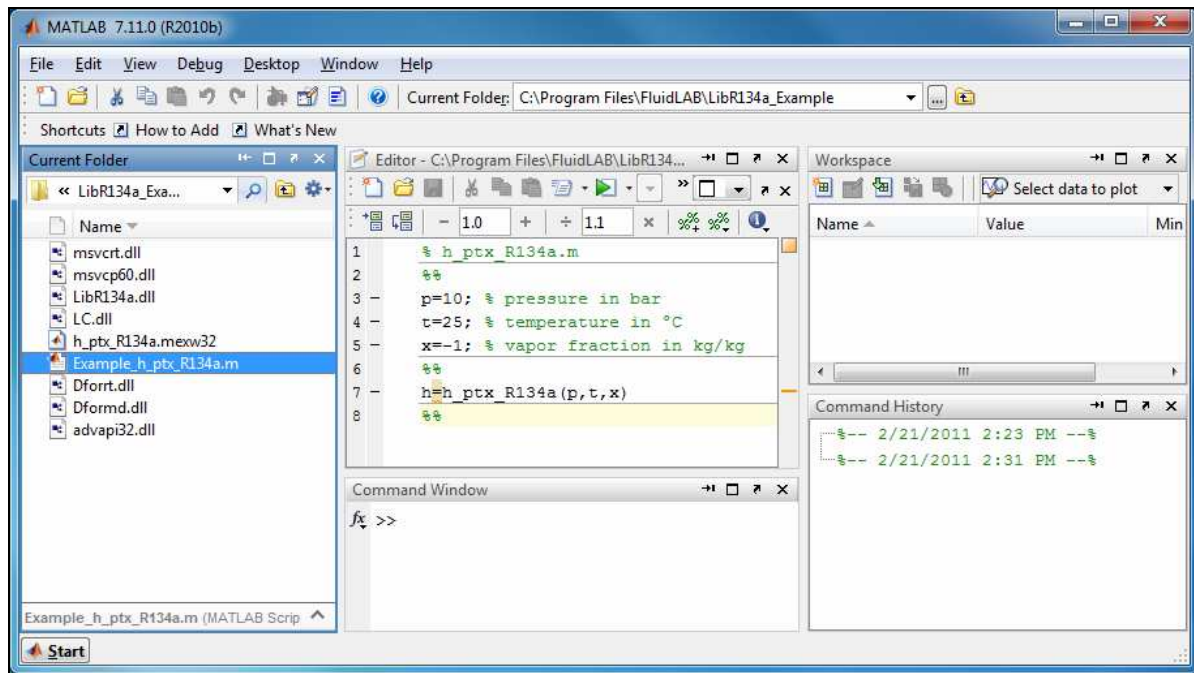 MATLAB 7.11.0 (R2010b)
File Edit View Debug Desktop Window Help
Current Folder: C:\Program Files\FluidLAB\LibR134a_Example
Shortcuts How to Add What's New
Current Folder
« LibR134a_Exa...
Name
msvcrt.dll
msvcp60.dll
LibR134a.dll
LC.dll
h_ptx_R134a.mexw32
Example_h_ptx_R134a.m
Dforrt.dll
Dformd.dll
advapi32.dll
Example_h_ptx_R134a.m (MATLAB Scrip
Editor - C:\Program Files\FluidLAB\LibR134...
- 1.0 + ÷ 1.1 ×
1 % h_ptx_R134a.m
2 %%
3 - p=10; % pressure in bar
4 - t=25; % temperature in °C
5 - x=-1; % vapor fraction in kg/kg
6 %%
7 - h=h_ptx_R134a(p,t,x)
8 %%
Command Window
fx >>
Workspace
Select data to plot
Name Value Min
Command History
%-- 2/21/2011 2:23 PM --%
%-- 2/21/2011 2:31 PM --%
Start